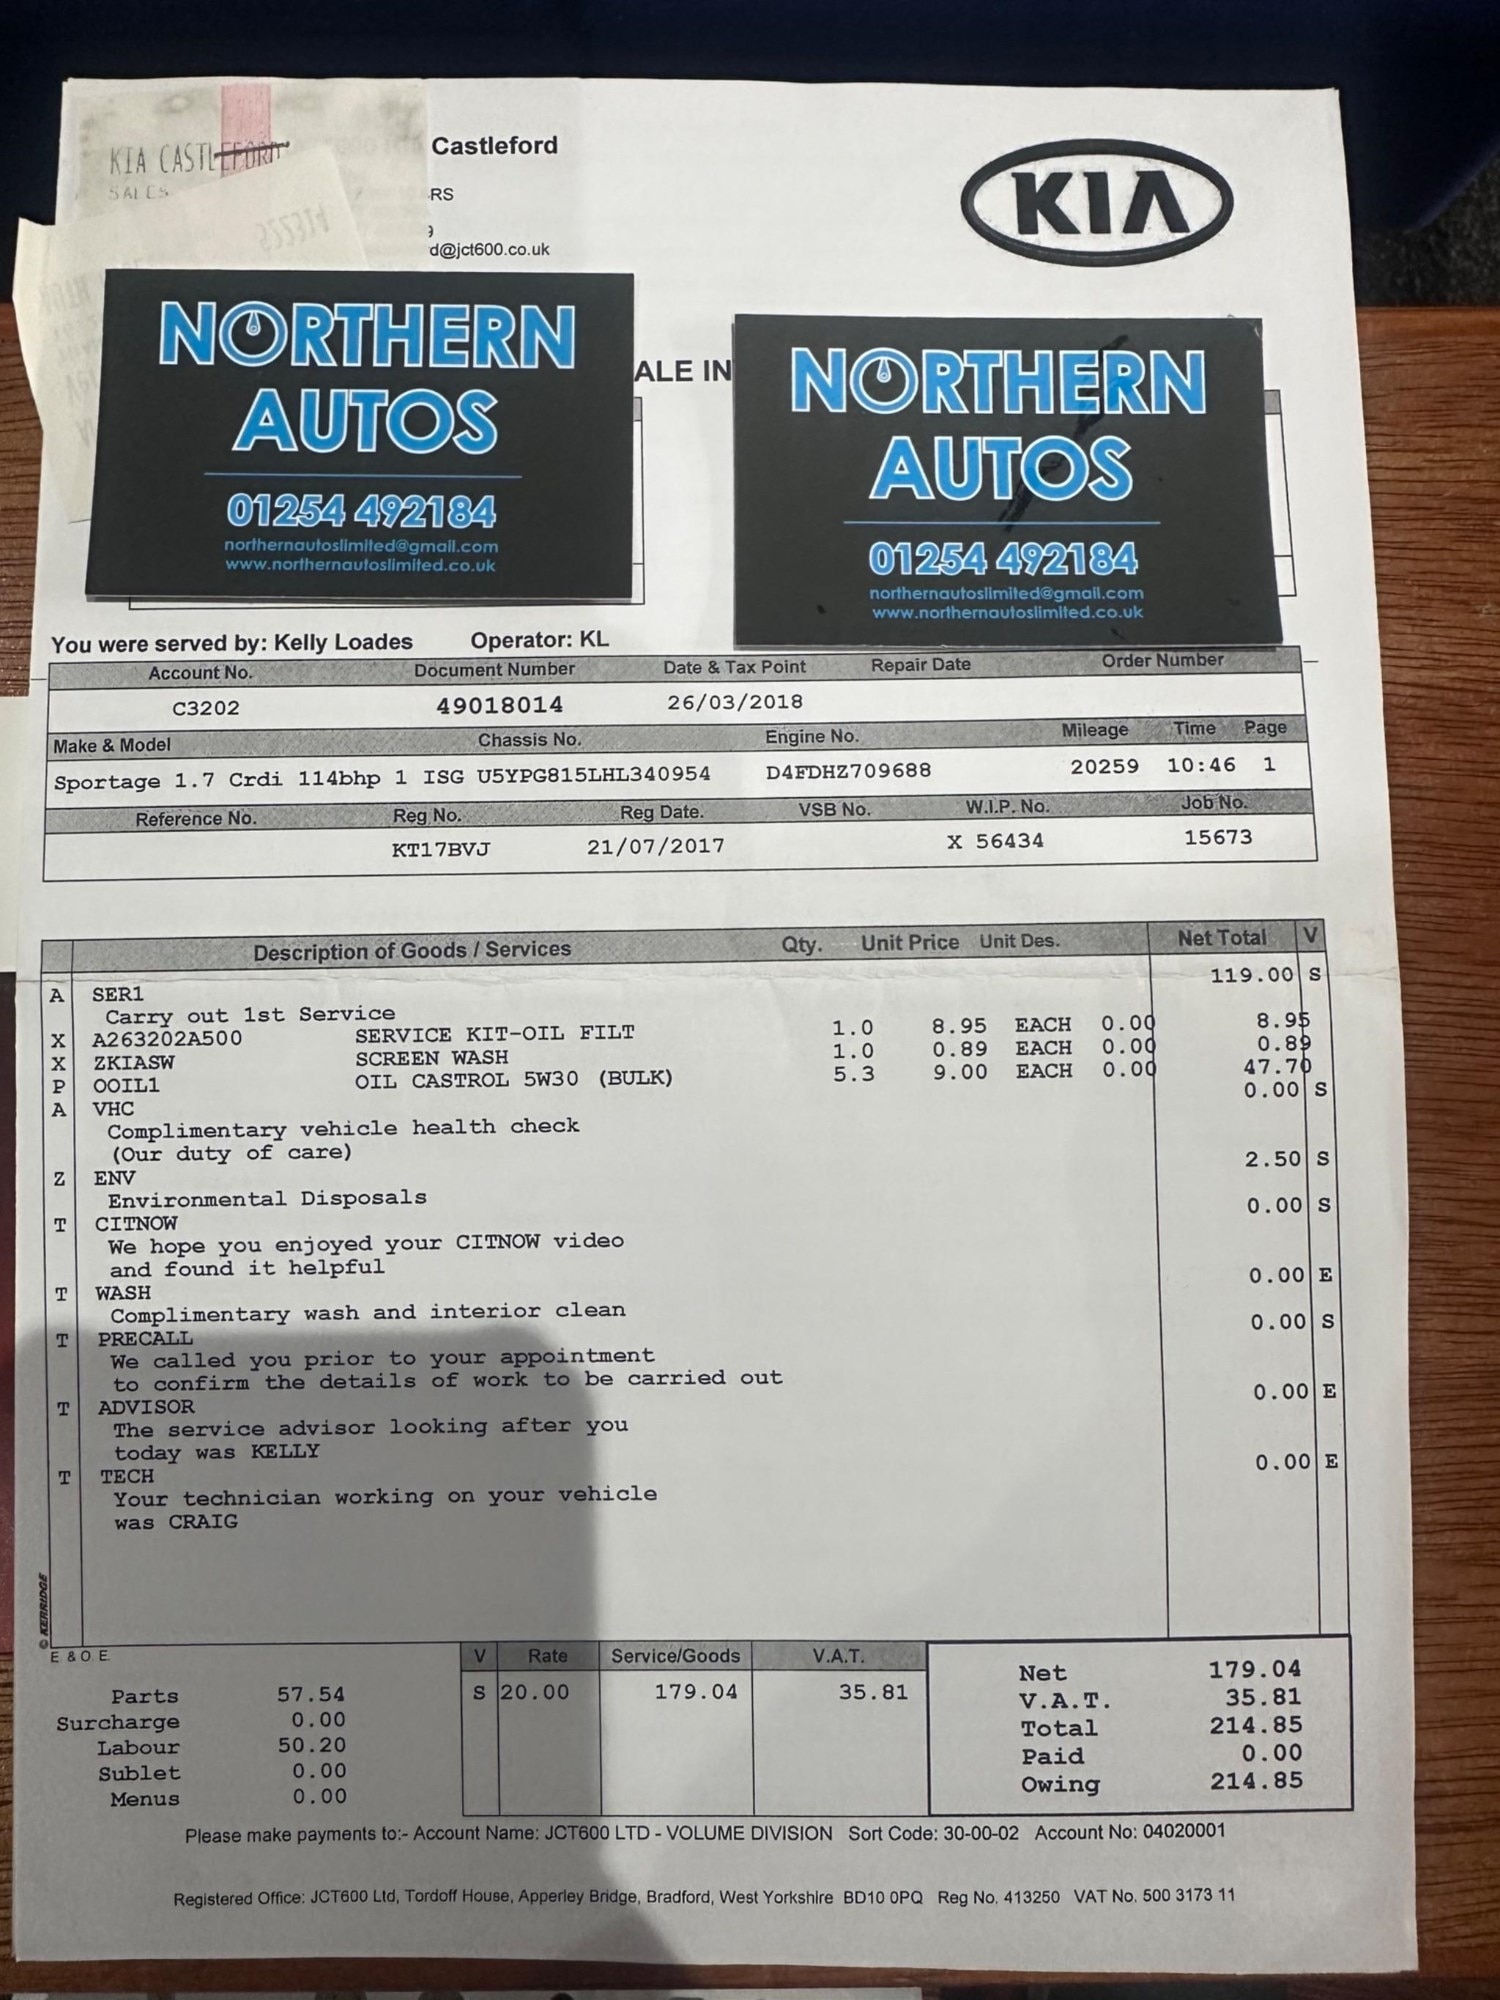 KIA CASTLEFORD
SALES
Castleford
RS
d@jct600.co.uk
KIA
NORTHERN
AUTOS
01254 492184
northernautoslimited@gmail.com
www.northernautoslimited.co.uk
ALE IN
NORTHERN
AUTOS
01254 492184
northernautoslimited@gmail.com
www.northernautoslimited.co.uk
You were served by: Kelly Loades Operator: KL
Account No. Document Number Date & Tax Point Repair Date Order Number
C3202 49018014 26/03/2018
Make & Model Chassis No. Engine No. Mileage Time Page
Sportage 1.7 Crdi 114bhp 1 ISG U5YPG815LHL340954 D4FDHZ709688 20259 10:46 1
Reference No. Reg No. Reg Date. VSB No. W.I.P. No. Job No.
KT17BVJ 21/07/2017 X 56434 15673
Description of Goods / Services Qty. Unit Price Unit Des. Net Total V
A SER1 119.00 S
Carry out 1st Service
X A263202A500 SERVICE KIT-OIL FILT 1.0 8.95 EACH 0.00 8.95
X ZKIASW SCREEN WASH 1.0 0.89 EACH 0.00 0.89
P OOIL1 OIL CASTROL 5W30 (BULK) 5.3 9.00 EACH 0.00 47.70
A VHC 0.00 S
Complimentary vehicle health check
(Our duty of care)
Z ENV 2.50 S
Environmental Disposals
T CITNOW 0.00 S
We hope you enjoyed your CITNOW video
and found it helpful
T WASH 0.00 E
Complimentary wash and interior clean
T PRECALL 0.00 S
We called you prior to your appointment
to confirm the details of work to be carried out
T ADVISOR 0.00 E
The service advisor looking after you
today was KELLY
T TECH 0.00 E
Your technician working on your vehicle
was CRAIG
© KERRIDGE
E & O E
V Rate Service/Goods V.A.T.
S 20.00 179.04 35.81
Parts 57.54
Surcharge 0.00
Labour 50.20
Sublet 0.00
Menus 0.00
Net 179.04
V.A.T. 35.81
Total 214.85
Paid 0.00
Owing 214.85
Please make payments to:- Account Name: JCT600 LTD - VOLUME DIVISION Sort Code: 30-00-02 Account No: 04020001
Registered Office: JCT600 Ltd, Tordoff House, Apperley Bridge, Bradford, West Yorkshire BD10 0PQ Reg No. 413250 VAT No. 500 3173 11